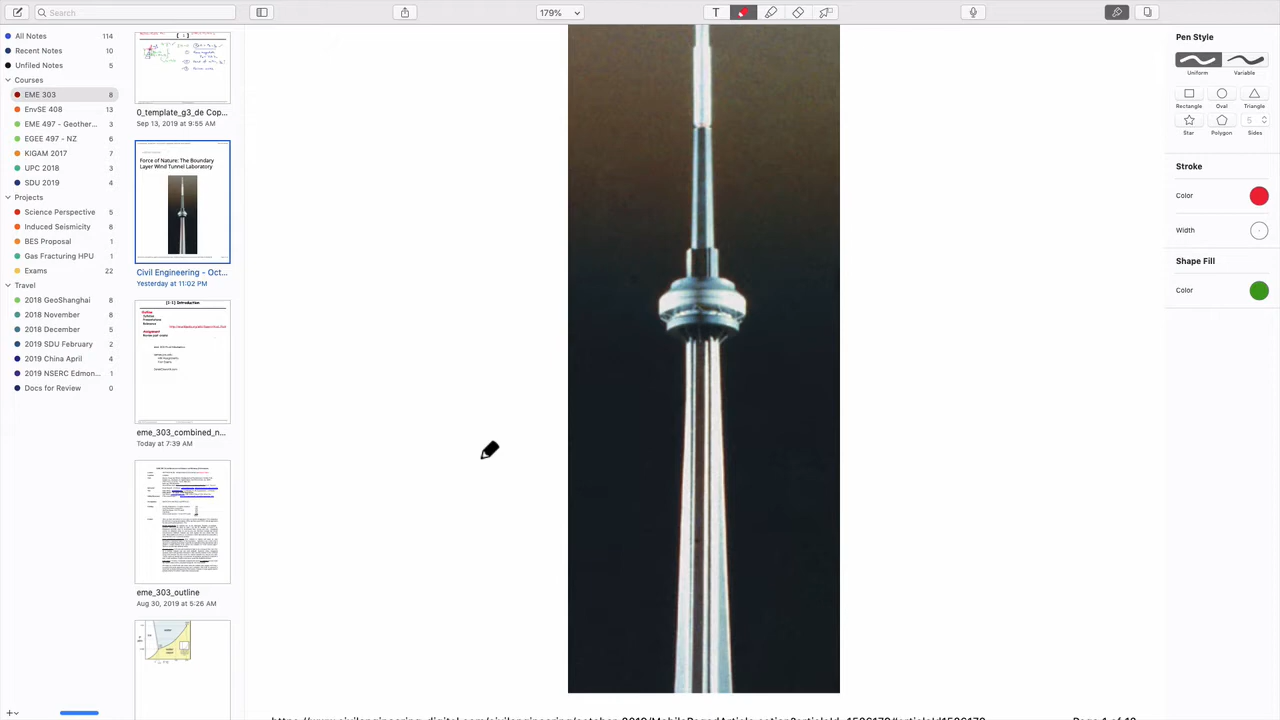 Search
179%
T
All Notes 114
Recent Notes 10
Unfiled Notes 5
Courses
EME 303 8
EnvSE 408 13
EME 497 - Geother... 3
EGEE 497 - NZ 6
KIGAM 2017 7
UPC 2018 3
SDU 2019 4
Projects
Science Perspective 5
Induced Seismicity 8
BES Proposal 1
Gas Fracturing HPU 1
Exams 22
Travel
2018 GeoShanghai 8
2018 November 8
2018 December 5
2019 SDU February 2
2019 China April 4
2019 NSERC Edmon... 1
Docs for Review 0
0_template_g3_de Cop...
Sep 13, 2019 at 9:55 AM
Force of Nature: The Boundary
Layer Wind Tunnel Laboratory
Civil Engineering - Oct...
Yesterday at 11:02 PM
[1-1] Introduction
eme_303_combined_n...
Today at 7:39 AM
eme_303_outline
Aug 30, 2019 at 5:26 AM
Pen Style
Uniform
Variable
Rectangle
Oval
Triangle
5
Star
Polygon
Sides
Stroke
Color
Width
Shape Fill
Color